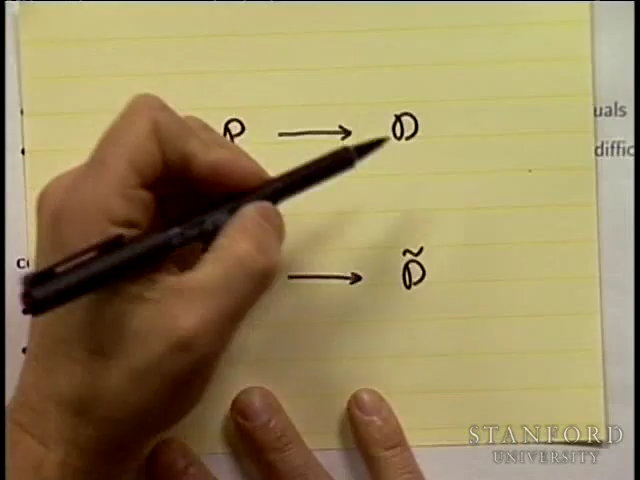 P → D
→ D̃
uals
diffic
c
STANFORD
UNIVERSITY